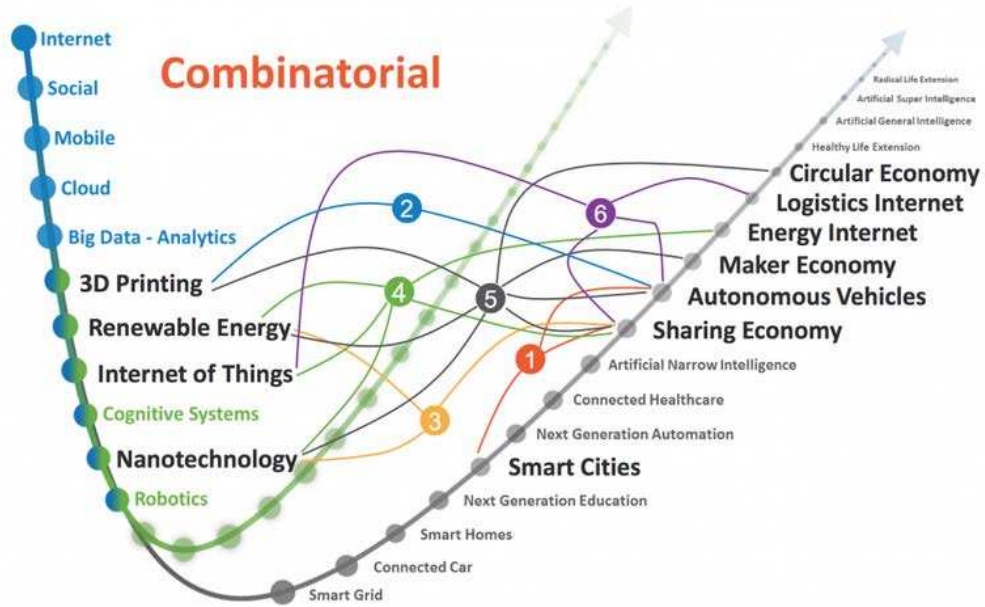 Combinatorial
Internet
Social
Mobile
Cloud
Big Data - Analytics
3D Printing
Renewable Energy
Internet of Things
Cognitive Systems
Nanotechnology
Robotics
2
6
4
5
1
3
Radical Life Extension
Artificial Super Intelligence
Artificial General Intelligence
Healthy Life Extension
Circular Economy
Logistics Internet
Energy Internet
Maker Economy
Autonomous Vehicles
Sharing Economy
Artificial Narrow Intelligence
Connected Healthcare
Next Generation Automation
Smart Cities
Next Generation Education
Smart Homes
Connected Car
Smart Grid